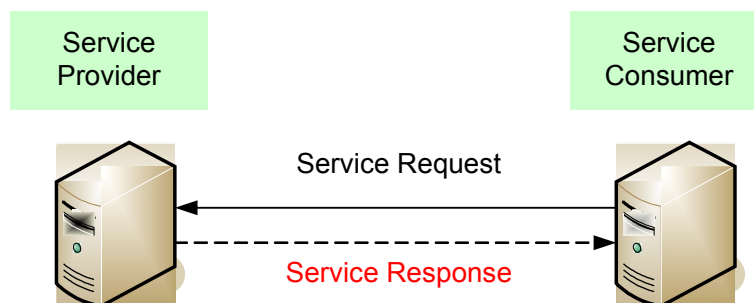 Service
Provider
Service
Consumer
Service Request
Service Response